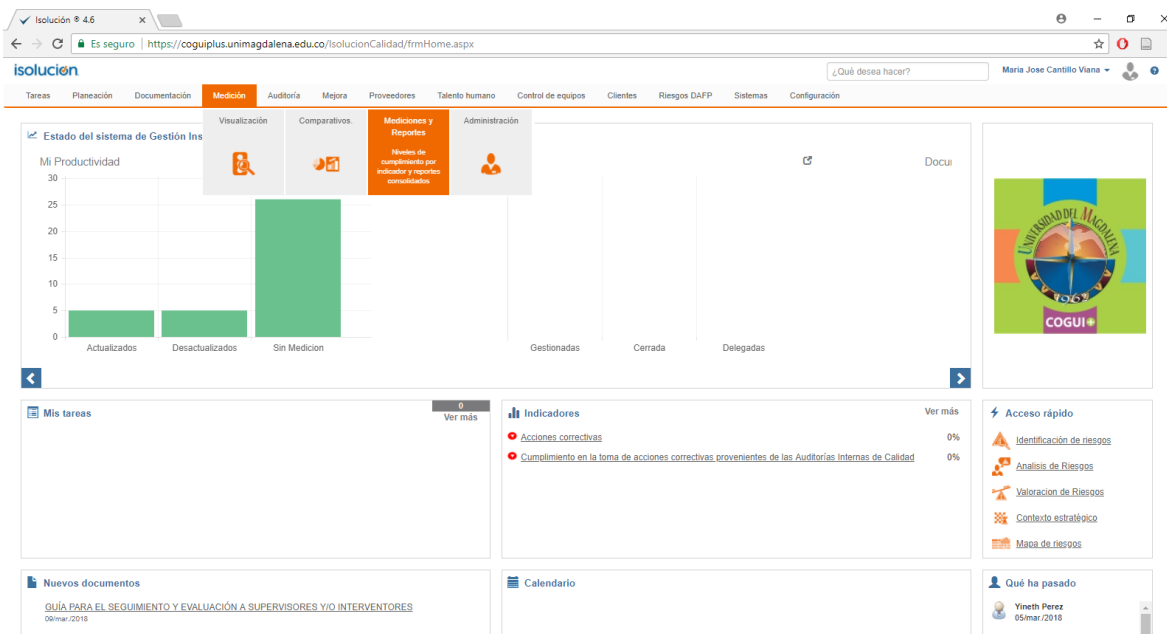 Isolución ® 4.6
Es seguro | https://coguiplus.unimagdalena.edu.co/IsolucionCalidad/frmHome.aspx
isolución
¿Qué desea hacer?
Maria Jose Cantillo Viana
Tareas Planeación Documentación Medición Auditoría Mejora Proveedores Talento humano Control de equipos Clientes Riesgos DAFP Sistemas Configuración
Visualización
Comparativos.
Mediciones y
Reportes
Niveles de
cumplimiento por
indicador y reportes
consolidados
Administración
Estado del sistema de Gestión Ins
Mi Productividad
Docu
30
25
20
15
10
5
0
Actualizados Desactualizados Sin Medicion
Gestionadas Cerrada Delegadas
UNIVERSIDAD DEL MAGDALENA
1962
COGUI+
Mis tareas
0
Ver más
Indicadores
Ver más
Acciones correctivas 0%
Cumplimiento en la toma de acciones correctivas provenientes de las Auditorías Internas de Calidad 0%
Acceso rápido
Identificación de riesgos
Analisis de Riesgos
Valoracion de Riesgos
Contexto estratégico
Mapa de riesgos
Nuevos documentos
GUÍA PARA EL SEGUIMIENTO Y EVALUACIÓN A SUPERVISORES Y/O INTERVENTORES
09/mar./2018
Calendario
Qué ha pasado
Yineth Perez
05/mar./2018